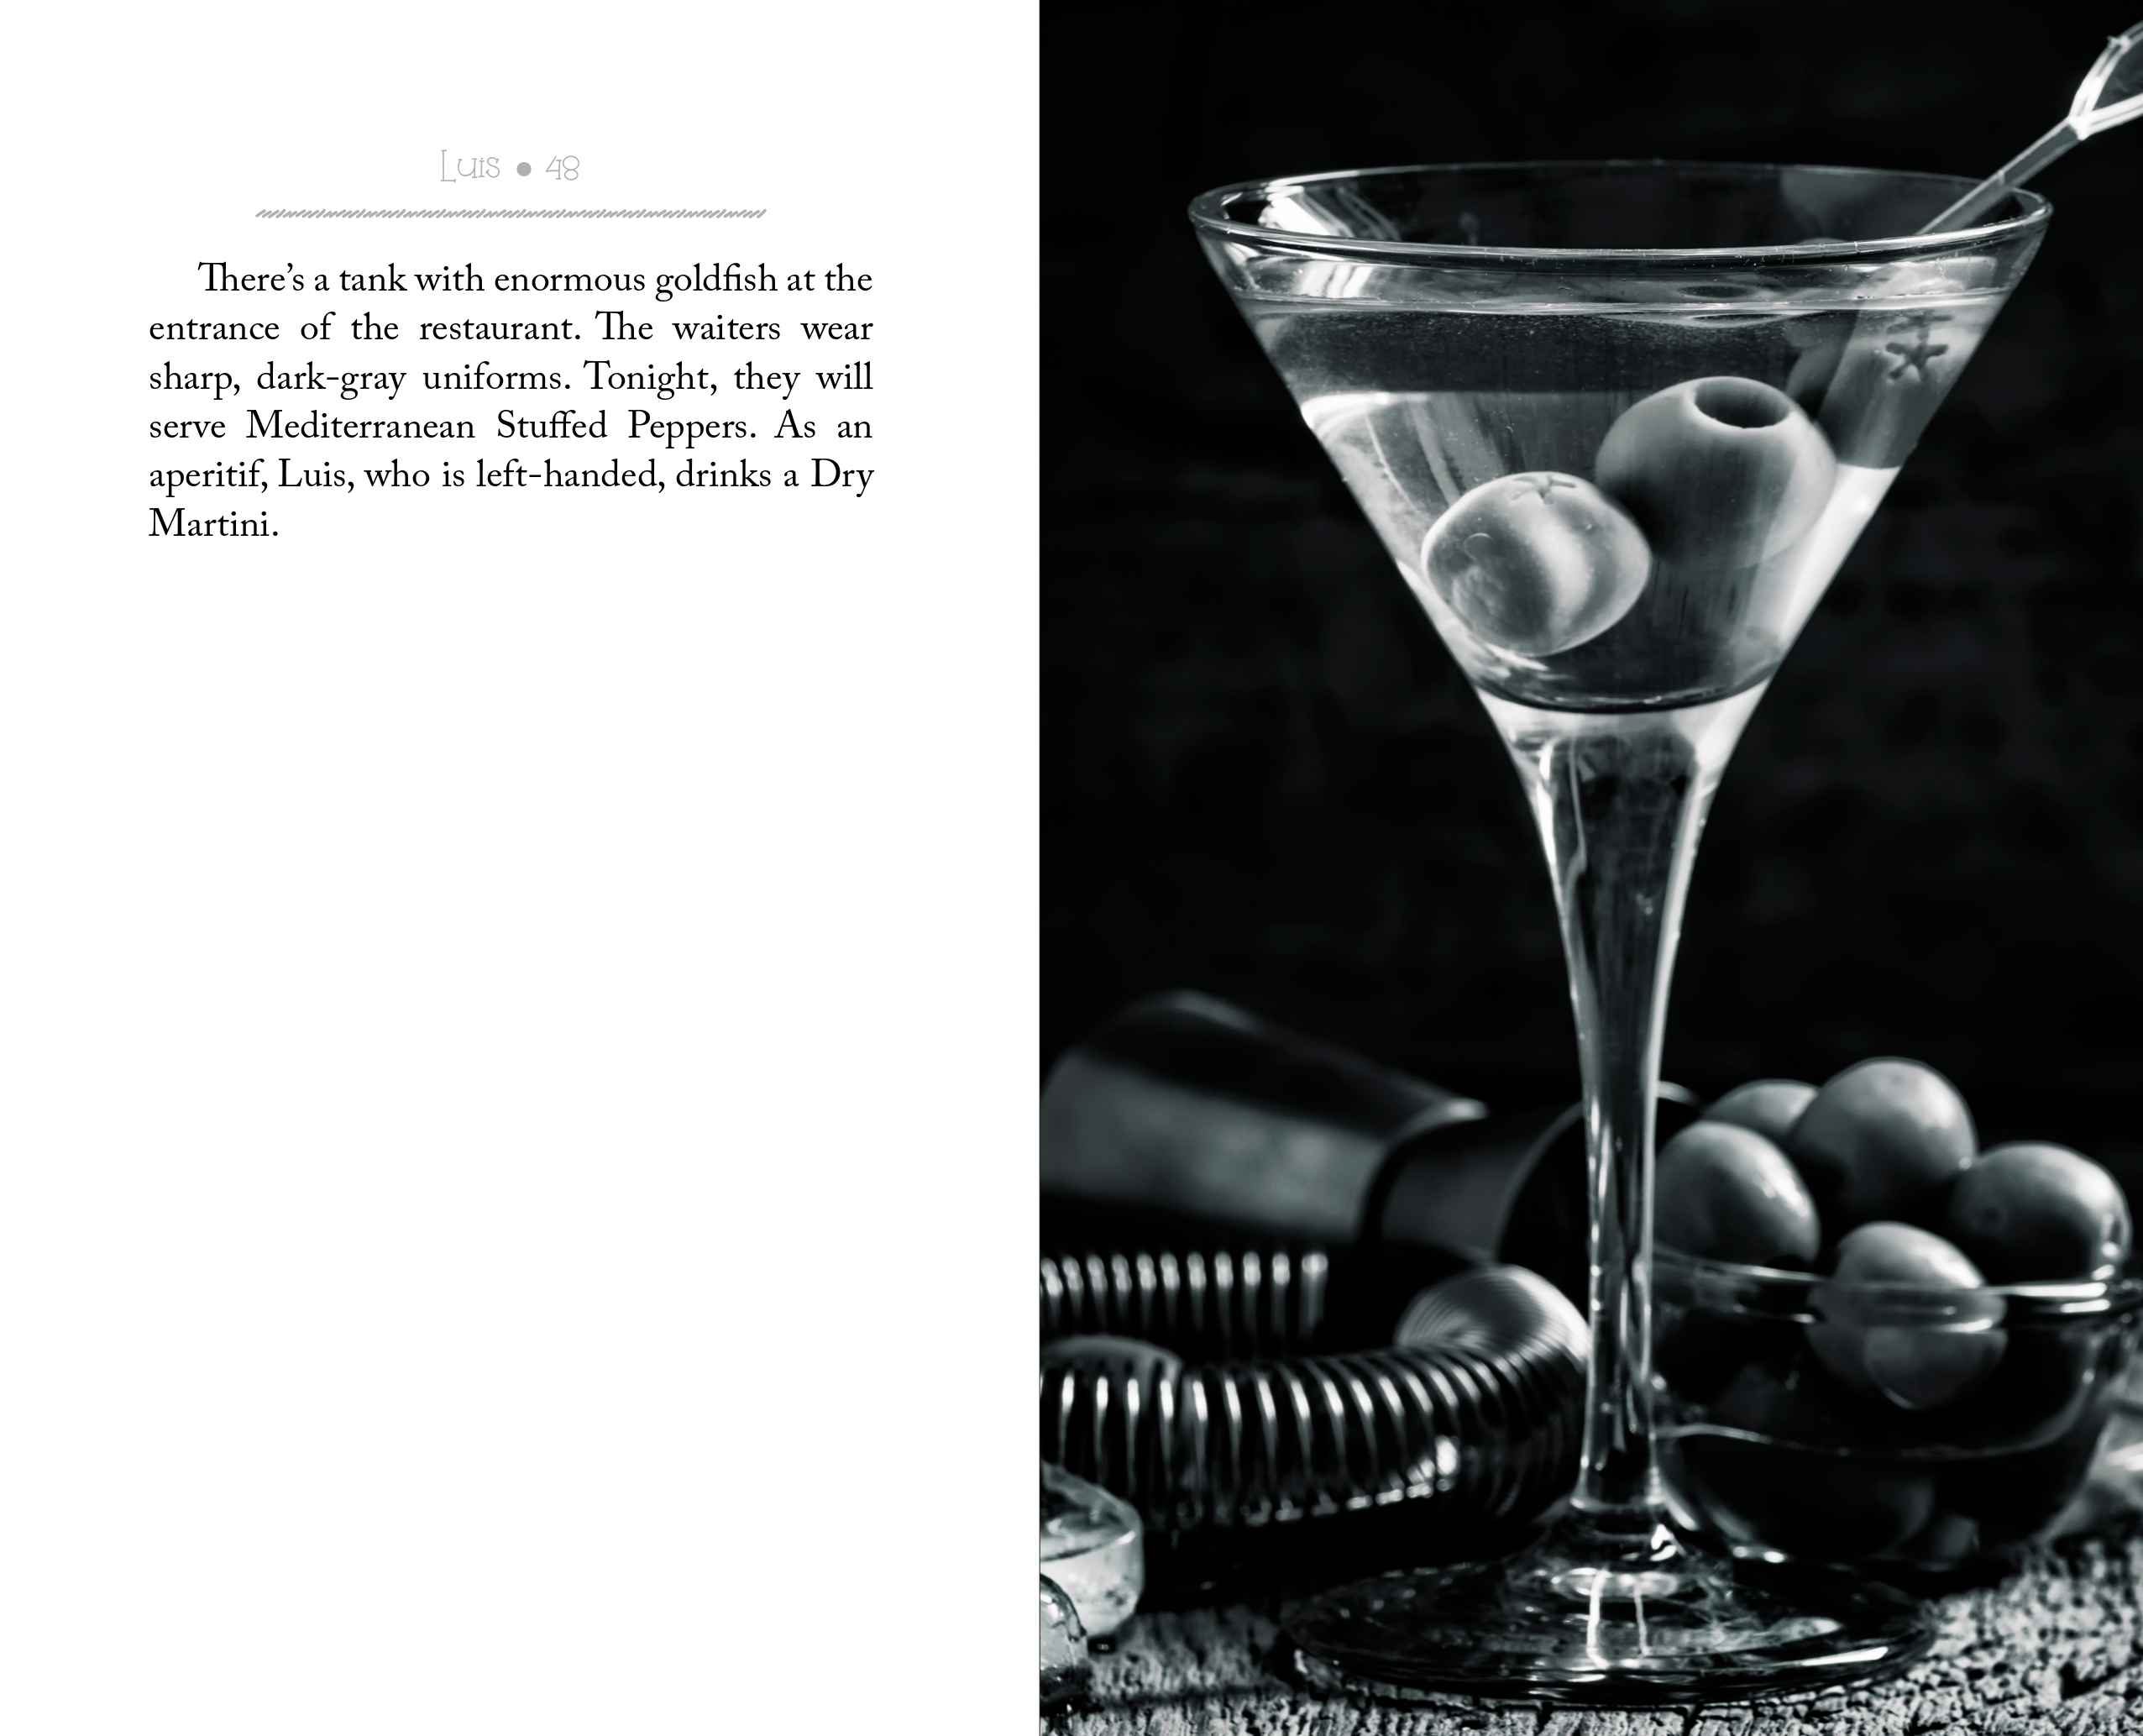 Luis • 48
There’s a tank with enormous goldfish at the
entrance of the restaurant. The waiters wear
sharp, dark-gray uniforms. Tonight, they will
serve Mediterranean Stuffed Peppers. As an
aperitif, Luis, who is left-handed, drinks a Dry
Martini.